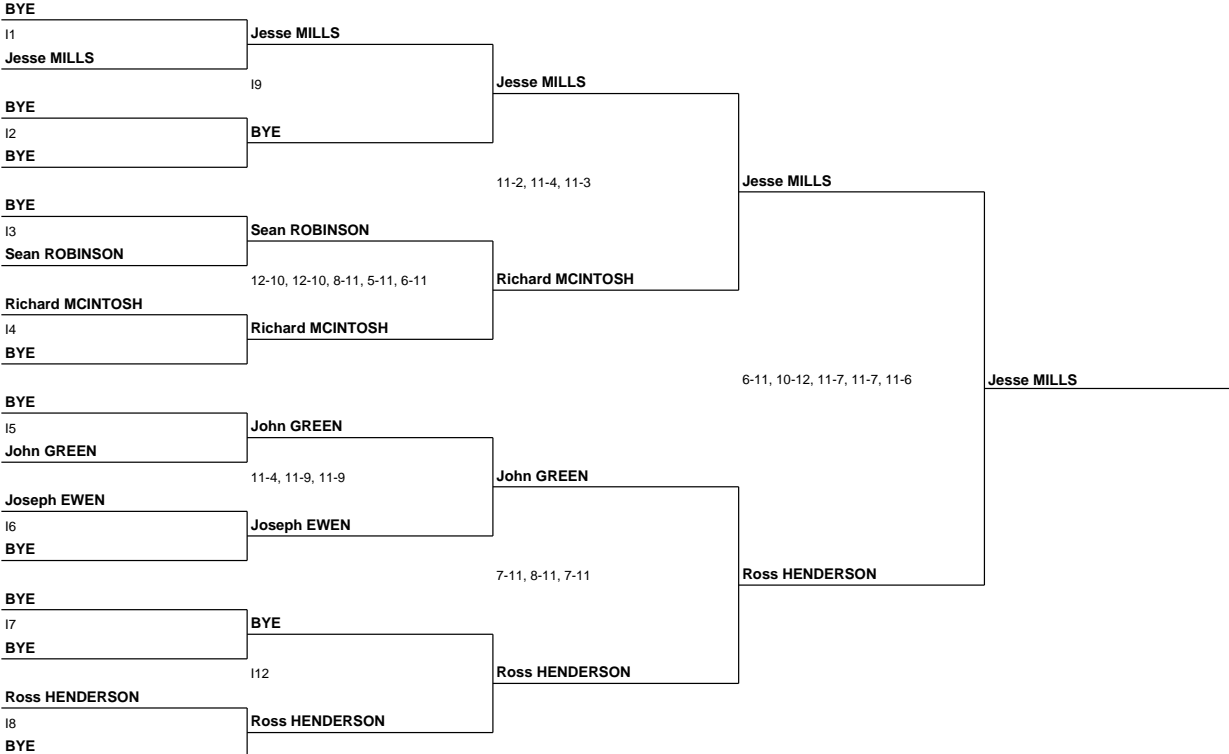 BYE
I1
Jesse MILLS
Jesse MILLS
I9
Jesse MILLS
BYE
I2
BYE
BYE
11-2, 11-4, 11-3
Jesse MILLS
BYE
I3
Sean ROBINSON
Sean ROBINSON
12-10, 12-10, 8-11, 5-11, 6-11
Richard MCINTOSH
Richard MCINTOSH
I4
Richard MCINTOSH
BYE
6-11, 10-12, 11-7, 11-7, 11-6
Jesse MILLS
BYE
I5
John GREEN
John GREEN
11-4, 11-9, 11-9
John GREEN
Joseph EWEN
I6
Joseph EWEN
BYE
7-11, 8-11, 7-11
Ross HENDERSON
BYE
I7
BYE
BYE
I12
Ross HENDERSON
Ross HENDERSON
I8
Ross HENDERSON
BYE